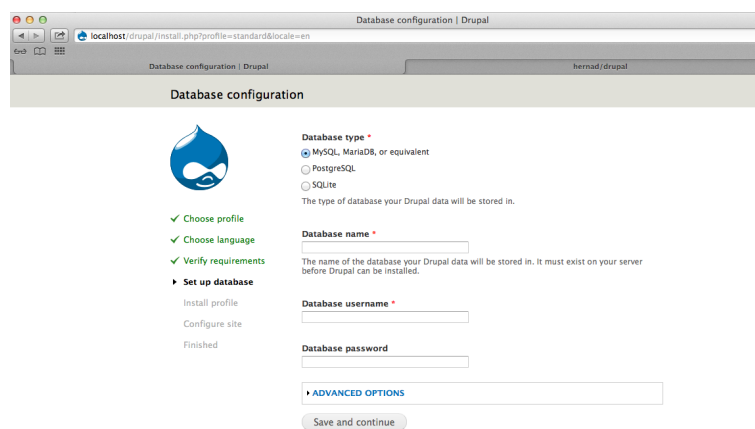 Database configuration | Drupal
localhost/drupal/install.php?profile=standard&locale=en
Database configuration | Drupal
hernad/drupal
Database configuration
Choose profile
Choose language
Verify requirements
Set up database
Install profile
Configure site
Finished
Database type *
MySQL, MariaDB, or equivalent
PostgreSQL
SQLite
The type of database your Drupal data will be stored in.
Database name *
The name of the database your Drupal data will be stored in. It must exist on your server
before Drupal can be installed.
Database username *
Database password
ADVANCED OPTIONS
Save and continue